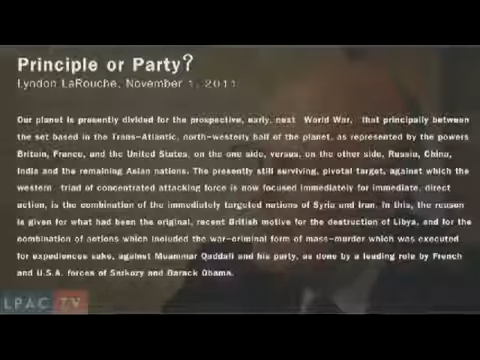 Principle or Party?
Lyndon LaRouche, November 1, 2011
Our planet is presently divided for the prospective, early, next World War, that principally between
the set based in the Trans-Atlantic, north-westerly half of the planet, as represented by the powers
Britain, France, and the United States, on the one side, versus, on the other side, Russia, China,
India and the remaining Asian nations. The presently still surviving, pivotal target, against which the
western triad of concentrated attacking force is now focused immediately for immediate, direct
action, is the combination of the immediately targeted nations of Syria and Iran. In this, the reason
is given for what had been the original, recent British motive for the destruction of Libya, and for the
combination of actions which included the war-criminal form of mass-murder which was executed
for expediences sake, against Muammar Qaddafi and his party, as done by a leading role by French
and U.S.A. forces of Sarkozy and Barack Obama.
LPAC TV